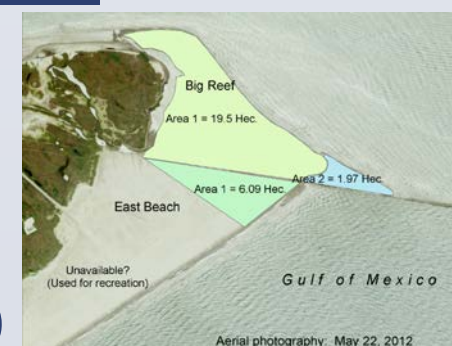 Big Reef
Area 1 = 19.5 Hec.
Area 2 = 1.97 Hec.
Area 1 = 6.09 Hec.
East Beach
Unavailable?
(Used for recreation)
Gulf of Mexico
Aerial photography: May 22, 2012
)